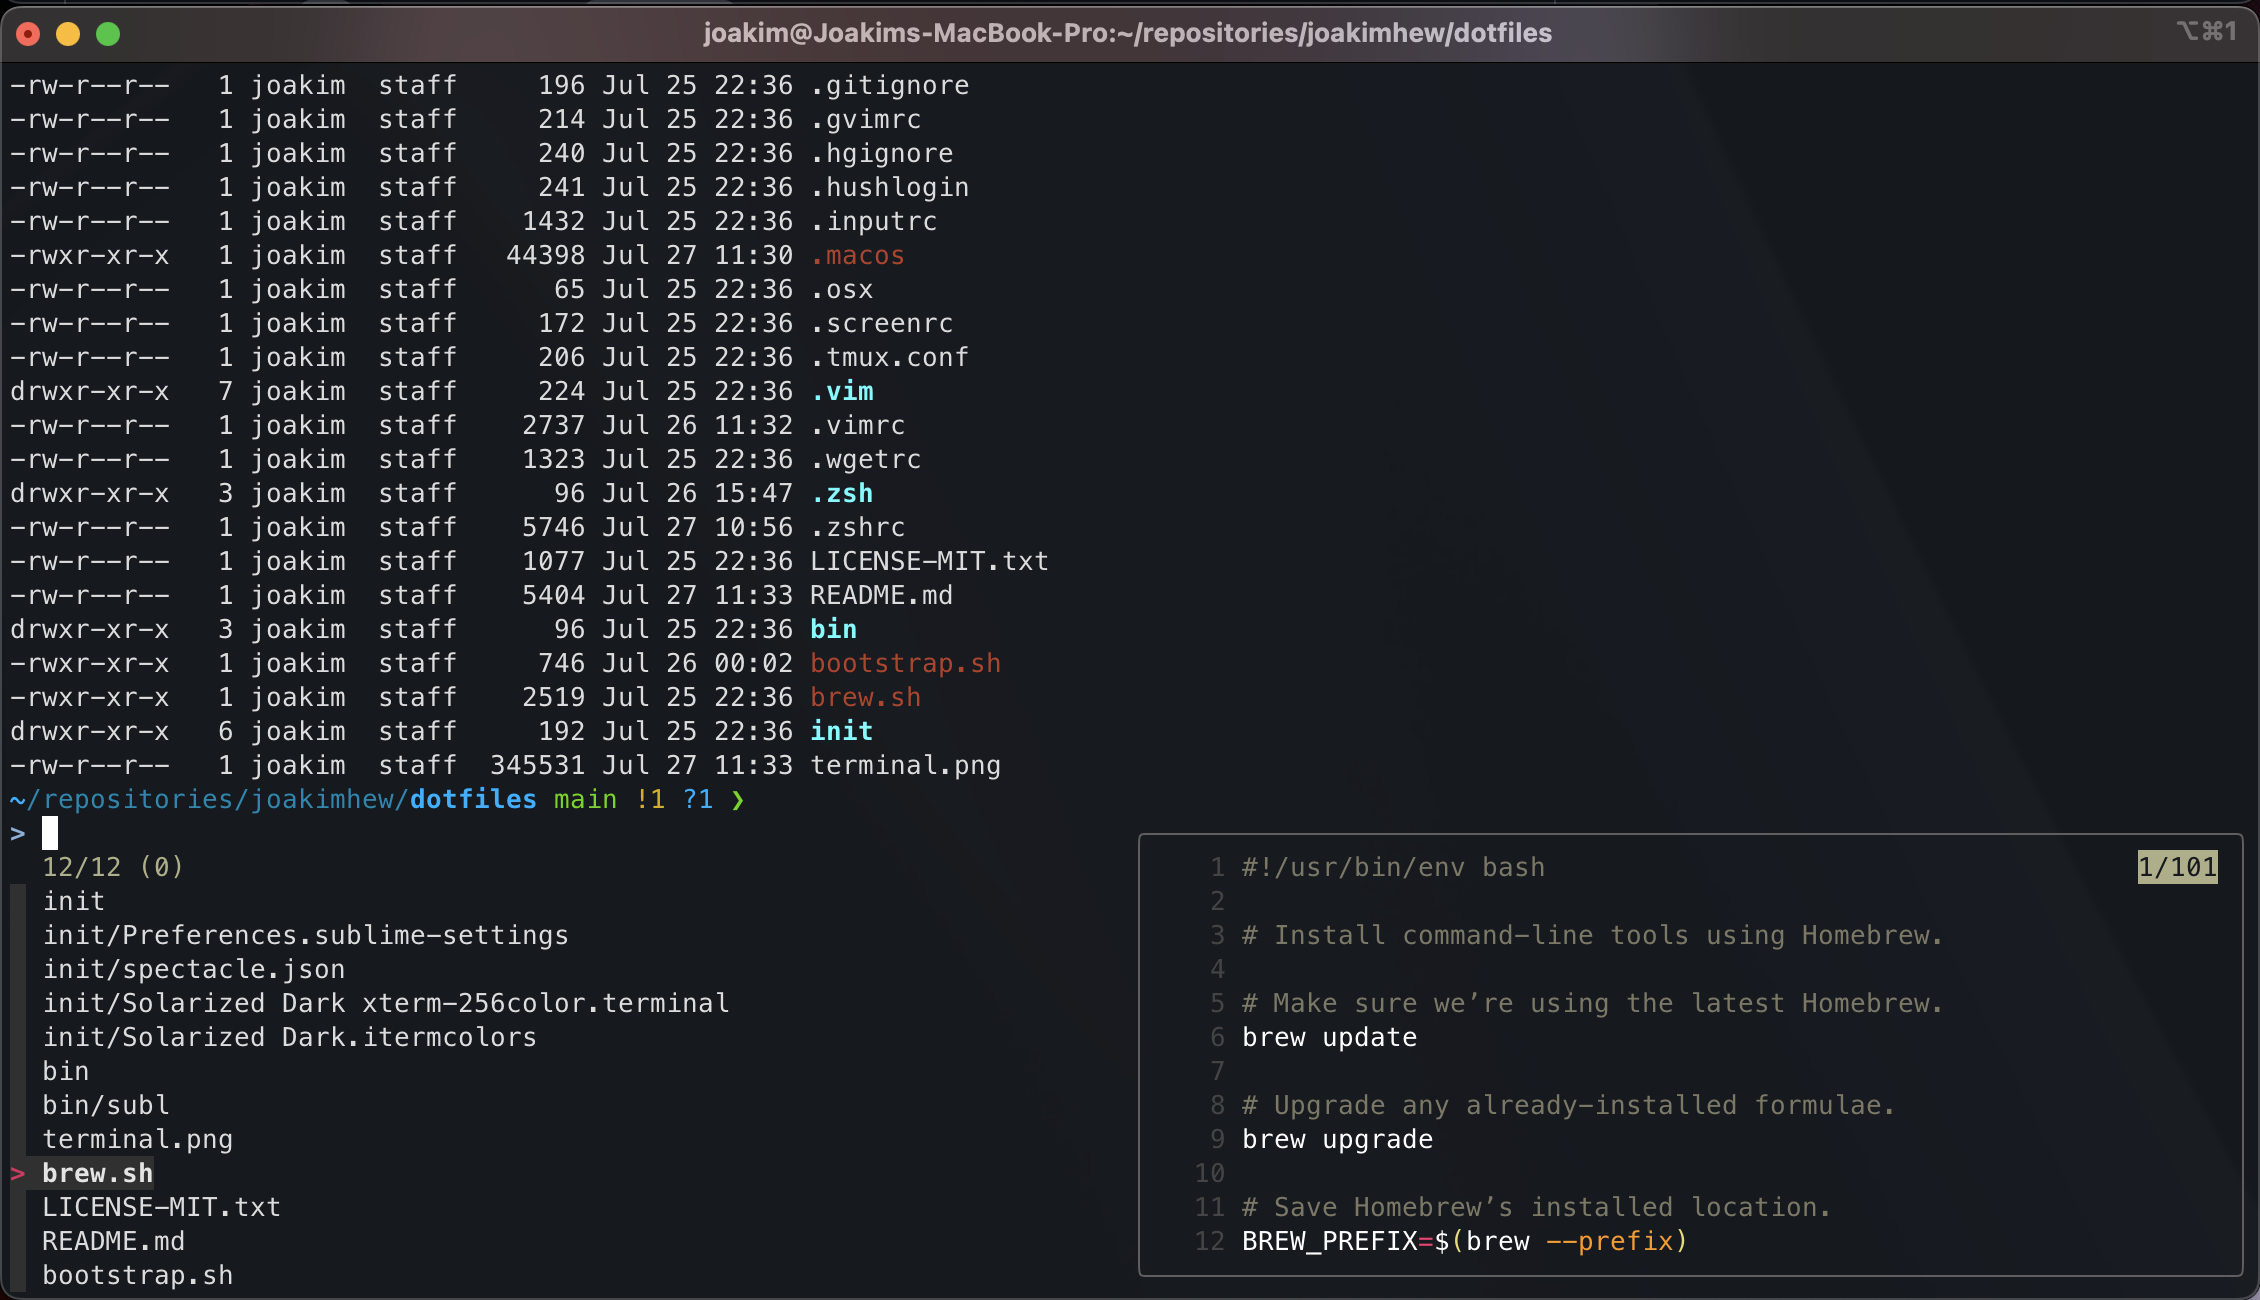 joakim@Joakims-MacBook-Pro:~/repositories/joakimhew/dotfiles
⌥⌘1
-rw-r--r--   1 joakim  staff     196 Jul 25 22:36 .gitignore
-rw-r--r--   1 joakim  staff     214 Jul 25 22:36 .gvimrc
-rw-r--r--   1 joakim  staff     240 Jul 25 22:36 .hgignore
-rw-r--r--   1 joakim  staff     241 Jul 25 22:36 .hushlogin
-rw-r--r--   1 joakim  staff    1432 Jul 25 22:36 .inputrc
-rwxr-xr-x   1 joakim  staff   44398 Jul 27 11:30 .macos
-rw-r--r--   1 joakim  staff      65 Jul 25 22:36 .osx
-rw-r--r--   1 joakim  staff     172 Jul 25 22:36 .screenrc
-rw-r--r--   1 joakim  staff     206 Jul 25 22:36 .tmux.conf
drwxr-xr-x   7 joakim  staff     224 Jul 25 22:36 .vim
-rw-r--r--   1 joakim  staff    2737 Jul 26 11:32 .vimrc
-rw-r--r--   1 joakim  staff    1323 Jul 25 22:36 .wgetrc
drwxr-xr-x   3 joakim  staff      96 Jul 26 15:47 .zsh
-rw-r--r--   1 joakim  staff    5746 Jul 27 10:56 .zshrc
-rw-r--r--   1 joakim  staff    1077 Jul 25 22:36 LICENSE-MIT.txt
-rw-r--r--   1 joakim  staff    5404 Jul 27 11:33 README.md
drwxr-xr-x   3 joakim  staff      96 Jul 25 22:36 bin
-rwxr-xr-x   1 joakim  staff     746 Jul 26 00:02 bootstrap.sh
-rwxr-xr-x   1 joakim  staff    2519 Jul 25 22:36 brew.sh
drwxr-xr-x   6 joakim  staff     192 Jul 25 22:36 init
-rw-r--r--   1 joakim  staff  345531 Jul 27 11:33 terminal.png
~/repositories/joakimhew/dotfiles main !1 ?1 ❯
>
12/12 (0)
init
init/Preferences.sublime-settings
init/spectacle.json
init/Solarized Dark xterm-256color.terminal
init/Solarized Dark.itermcolors
bin
bin/subl
terminal.png
> brew.sh
LICENSE-MIT.txt
README.md
bootstrap.sh
1 #!/usr/bin/env bash
1/101
2
3 # Install command-line tools using Homebrew.
4
5 # Make sure we’re using the latest Homebrew.
6 brew update
7
8 # Upgrade any already-installed formulae.
9 brew upgrade
10
11 # Save Homebrew’s installed location.
12 BREW_PREFIX=$(brew --prefix)